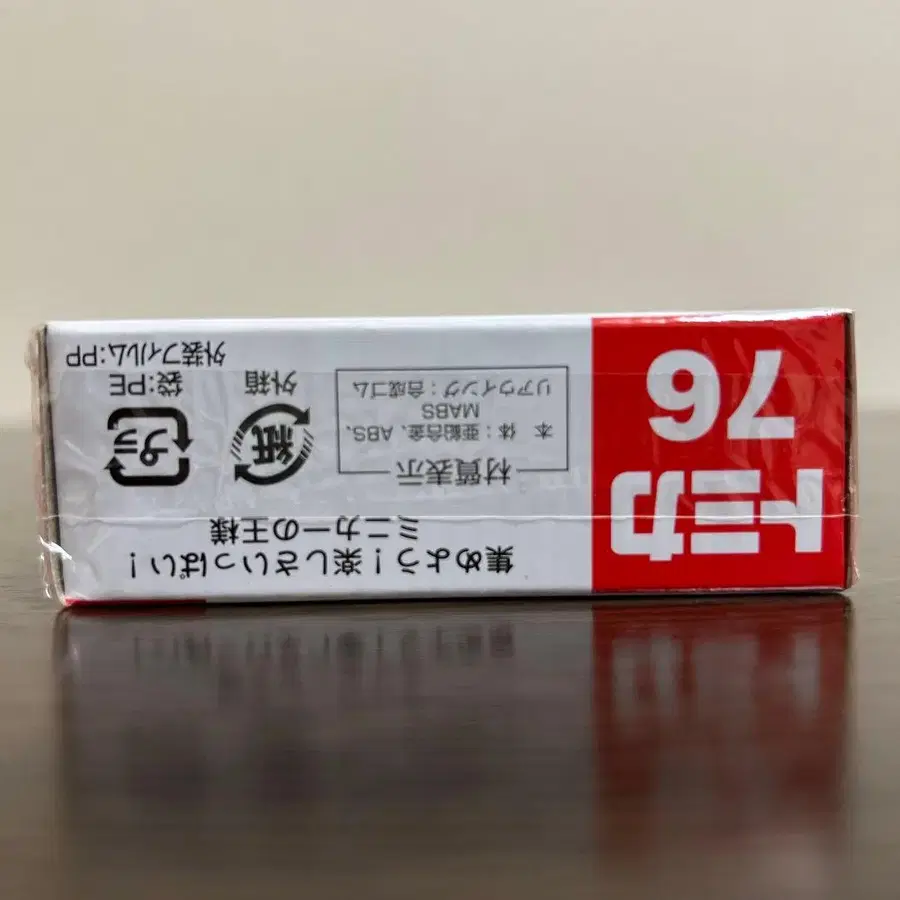 トミカ
76
集めよう！楽しさいっぱい！
ミニカーの王様
材質表示
本 体：亜鉛合金、ABS、
MABS
リアウイング：合成ゴム
紙
外箱
プラ
袋:PE
外装フィルム:PP